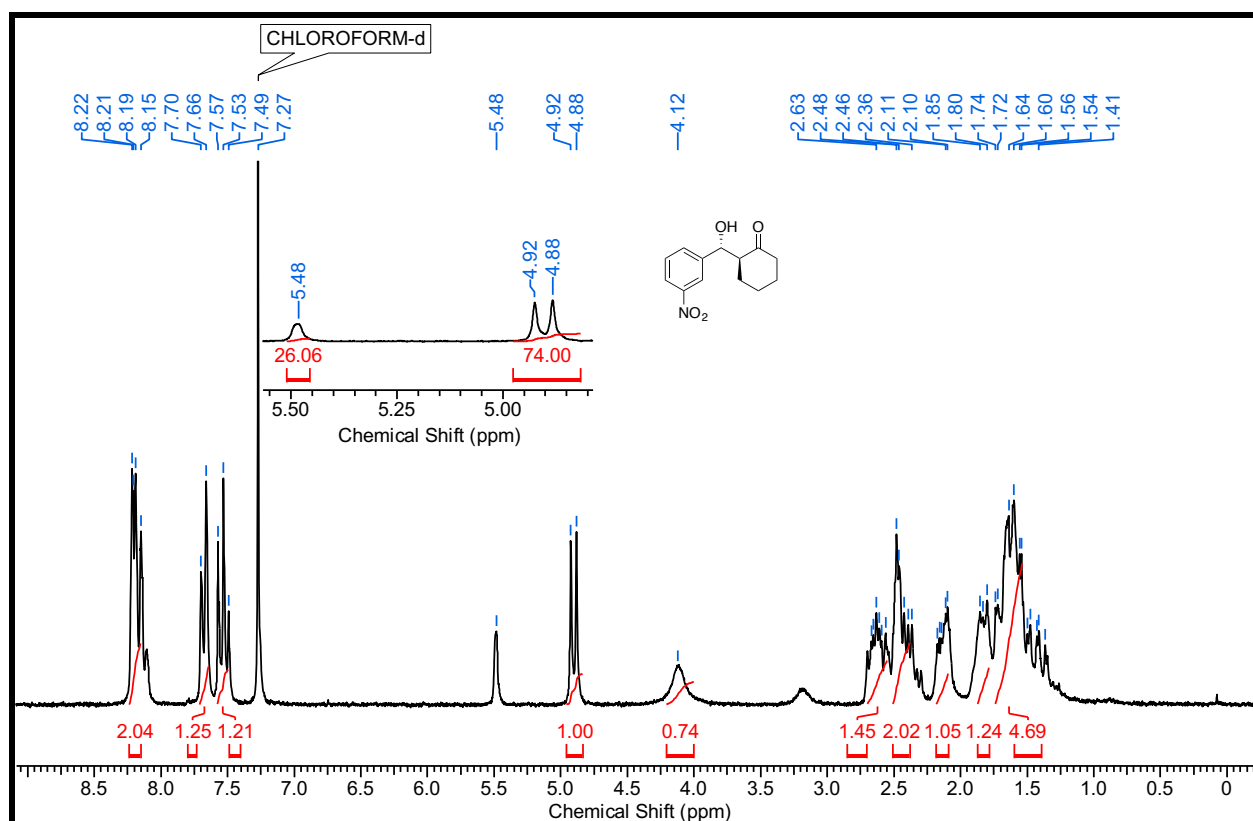 CHLOROFORM-d
8.22 8.21 8.19 8.15 7.70 7.66 7.57 7.53 7.49 7.27 5.48 4.92 4.88 4.12 2.63 2.48 2.46 2.36 2.11 2.10 1.85 1.80 1.74 1.72 1.64 1.60 1.56 1.54 1.41
OH O
NO2
5.48 4.92 4.88
26.06 74.00
5.50 5.25 5.00
Chemical Shift (ppm)
2.04 1.25 1.21 1.00 0.74 1.45 2.02 1.05 1.24 4.69
8.5 8.0 7.5 7.0 6.5 6.0 5.5 5.0 4.5 4.0 3.5 3.0 2.5 2.0 1.5 1.0 0.5 0
Chemical Shift (ppm)